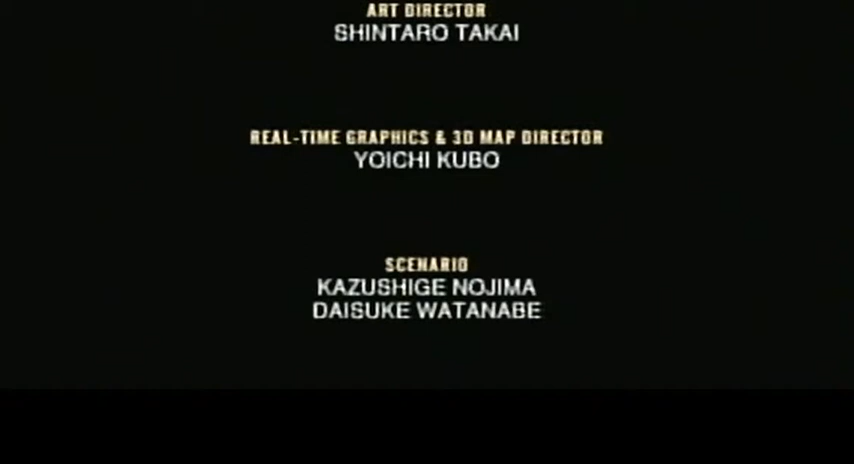 ART DIRECTOR
SHINTARO TAKAI
REAL-TIME GRAPHICS & 3D MAP DIRECTOR
YOICHI KUBO
SCENARIO
KAZUSHIGE NOJIMA
DAISUKE WATANABE